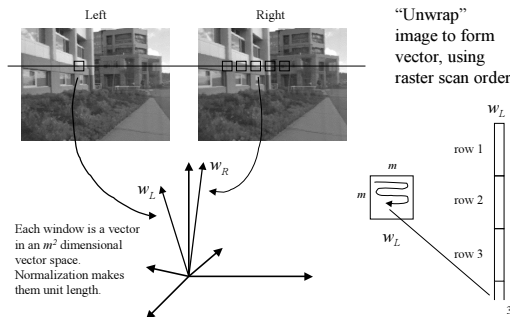 Left
Right
“Unwrap”
image to form
vector, using
raster scan order
w_L
w_R
w_L
Each window is a vector
in an m² dimensional
vector space.
Normalization makes
them unit length.
m
m
w_L
row 1
row 2
row 3
3